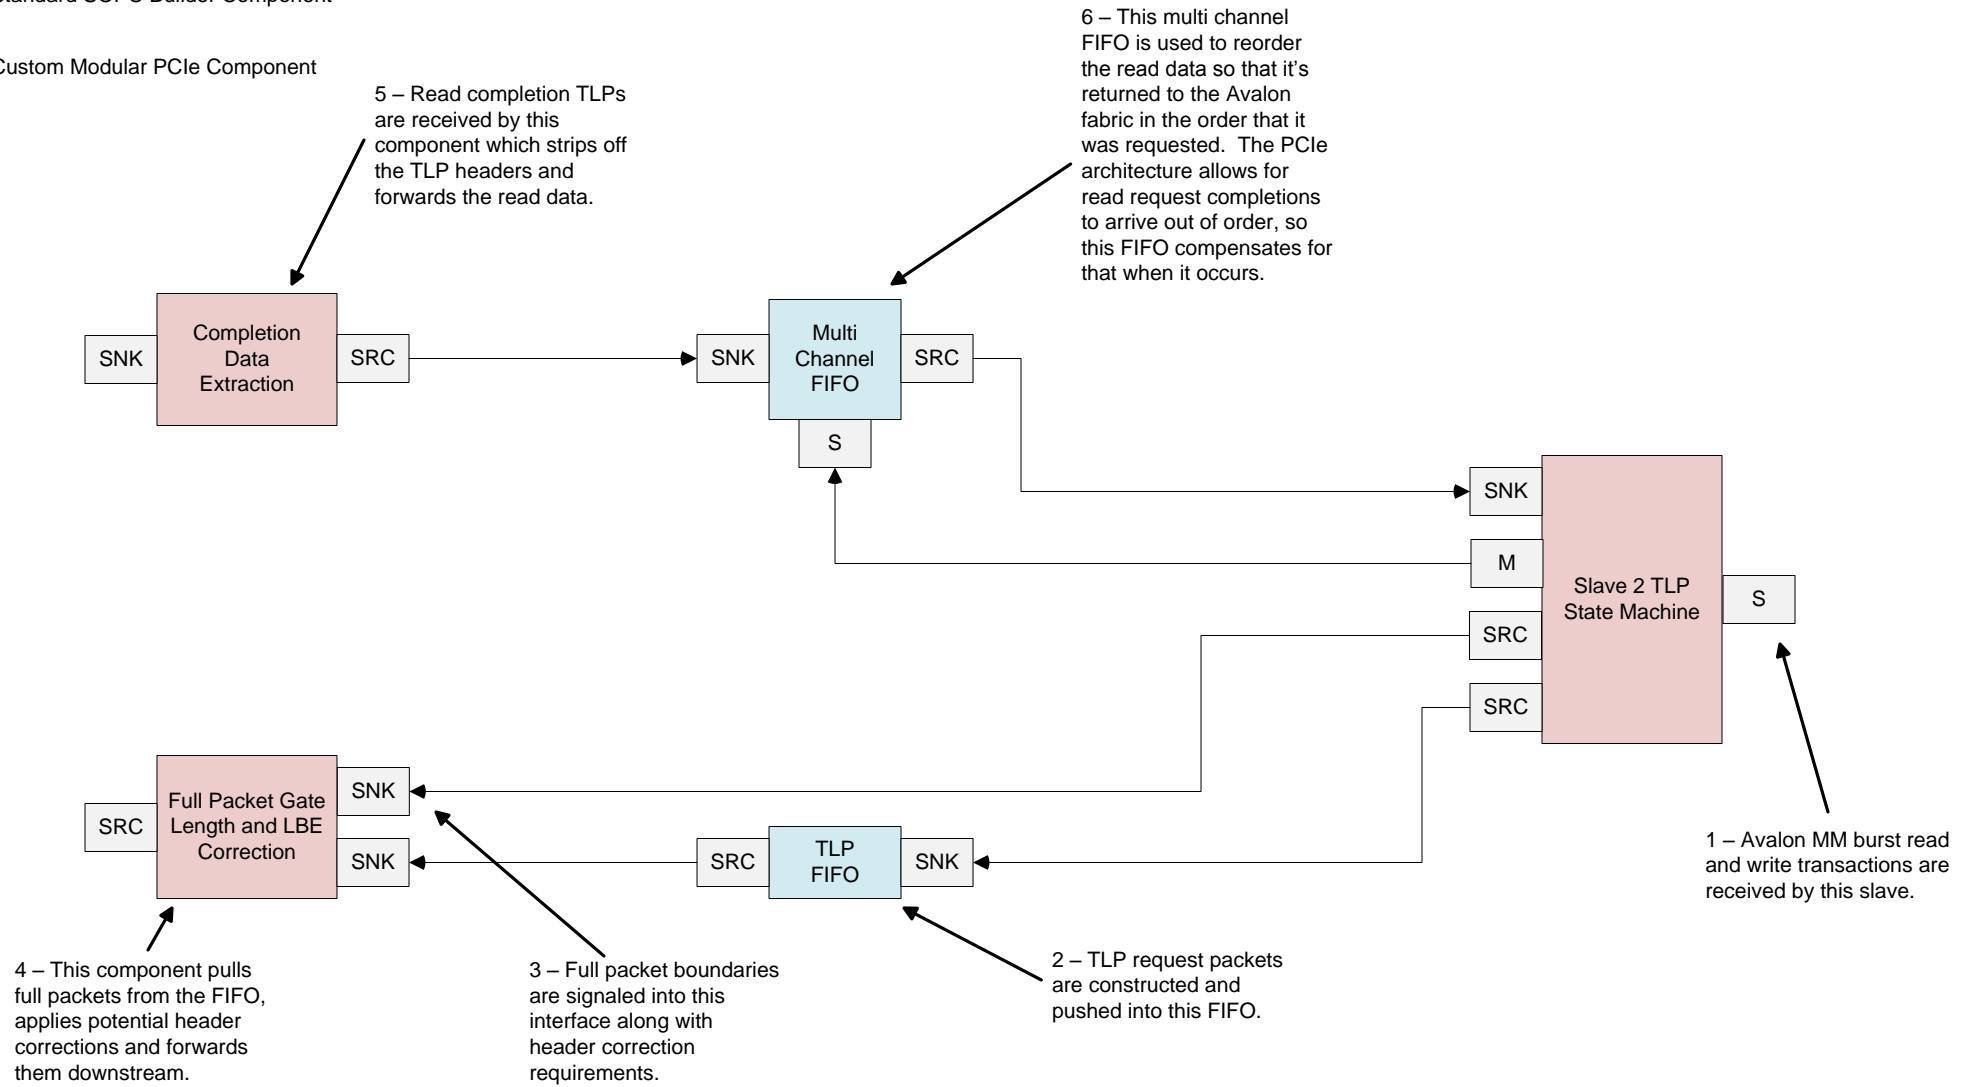 Standard SOPC Builder Component
Custom Modular PCIe Component
5 – Read completion TLPs
are received by this
component which strips off
the TLP headers and
forwards the read data.
6 – This multi channel
FIFO is used to reorder
the read data so that it's
returned to the Avalon
fabric in the order that it
was requested.  The PCIe
architecture allows for
read request completions
to arrive out of order, so
this FIFO compensates for
that when it occurs.
SNK
Completion
Data
Extraction
SRC
SNK
Multi
Channel
FIFO
SRC
S
SNK
M
SRC
SRC
Slave 2 TLP
State Machine
S
SRC
Full Packet Gate
Length and LBE
Correction
SNK
SNK
SRC
TLP
FIFO
SNK
1 – Avalon MM burst read
and write transactions are
received by this slave.
4 – This component pulls
full packets from the FIFO,
applies potential header
corrections and forwards
them downstream.
3 – Full packet boundaries
are signaled into this
interface along with
header correction
requirements.
2 – TLP request packets
are constructed and
pushed into this FIFO.